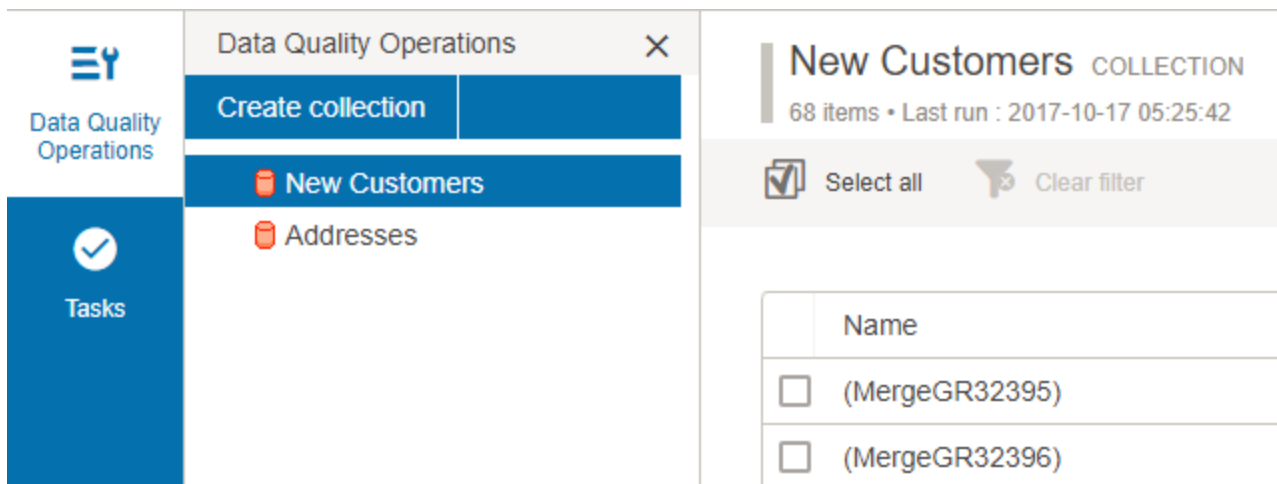 Data Quality
Operations
Tasks
Data Quality Operations
Create collection
New Customers
Addresses
New Customers COLLECTION
68 items • Last run : 2017-10-17 05:25:42
Select all
Clear filter
Name
(MergeGR32395)
(MergeGR32396)